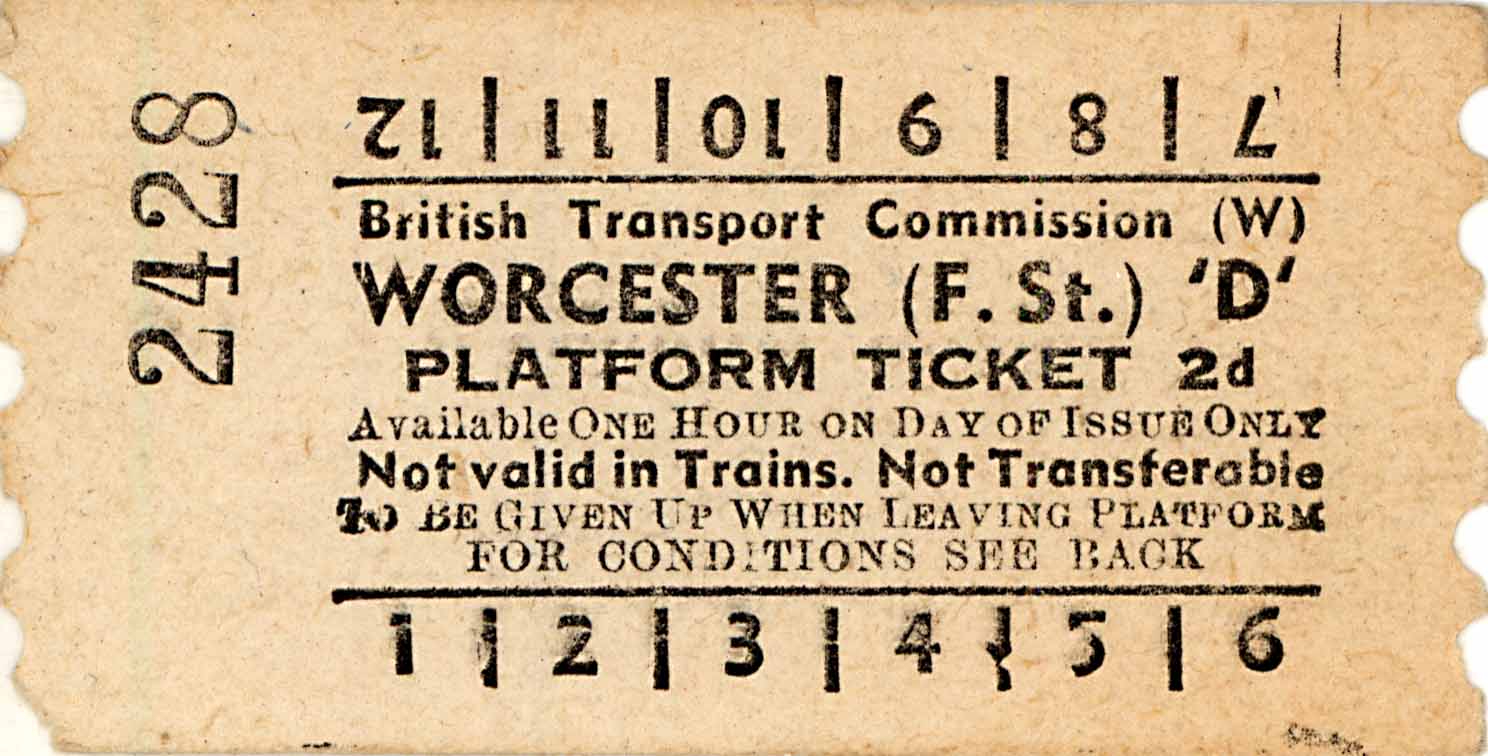 2428
12 | 11 | 10 | 9 | 8 | 7
British Transport Commission (W)
WORCESTER (F. St.) 'D'
PLATFORM TICKET 2d
Available ONE HOUR ON DAY OF ISSUE ONLY
Not valid in Trains. Not Transferable
TO BE GIVEN UP WHEN LEAVING PLATFORM
FOR CONDITIONS SEE BACK
1 | 2 | 3 | 4 | 5 | 6